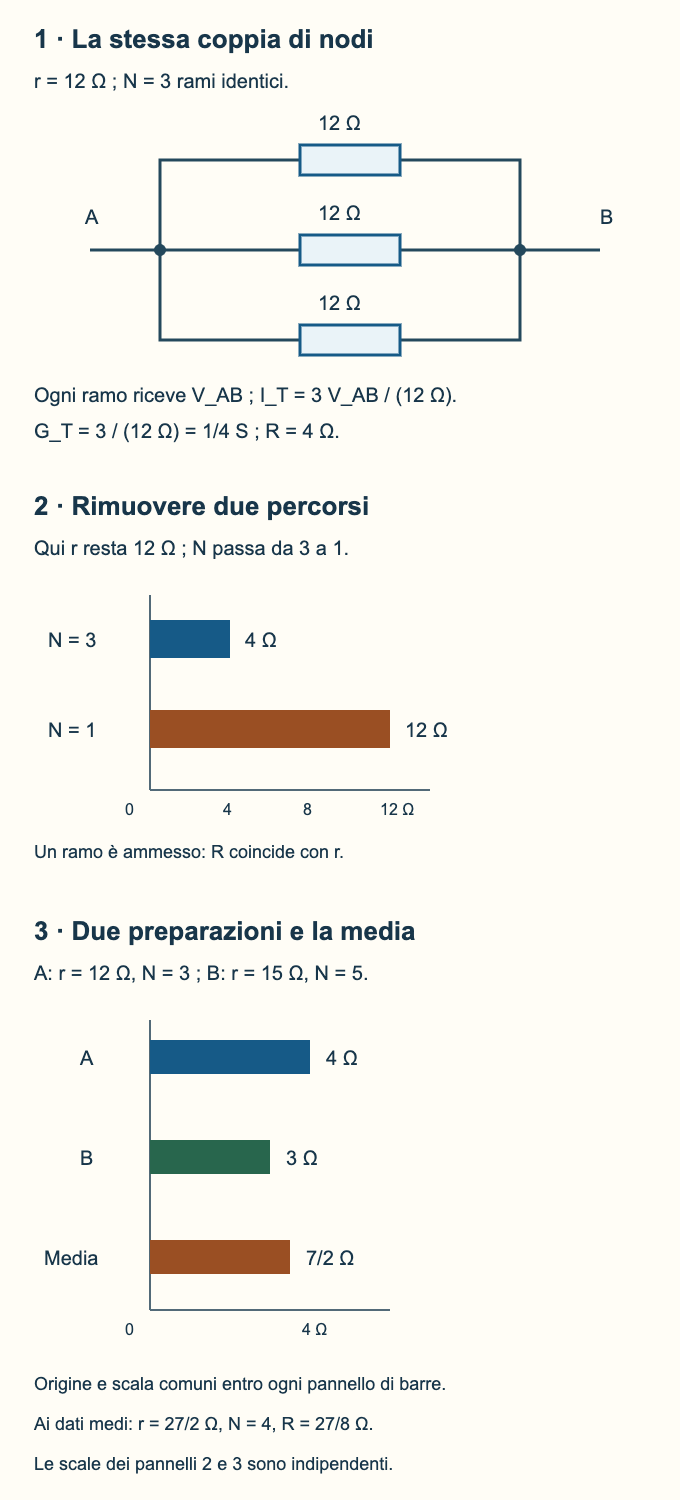 1 · La stessa coppia di nodi
r = 12 Ω ; N = 3 rami identici.
12 Ω
12 Ω
A
B
12 Ω
Ogni ramo riceve V_AB ; I_T = 3 V_AB / (12 Ω).
G_T = 3 / (12 Ω) = 1/4 S ; R = 4 Ω.
2 · Rimuovere due percorsi
Qui r resta 12 Ω ; N passa da 3 a 1.
N = 3 4 Ω
N = 1 12 Ω
0 4 8 12 Ω
Un ramo è ammesso: R coincide con r.
3 · Due preparazioni e la media
A: r = 12 Ω, N = 3 ; B: r = 15 Ω, N = 5.
A 4 Ω
B 3 Ω
Media 7/2 Ω
0 4 Ω
Origine e scala comuni entro ogni pannello di barre.
Ai dati medi: r = 27/2 Ω, N = 4, R = 27/8 Ω.
Le scale dei pannelli 2 e 3 sono indipendenti.